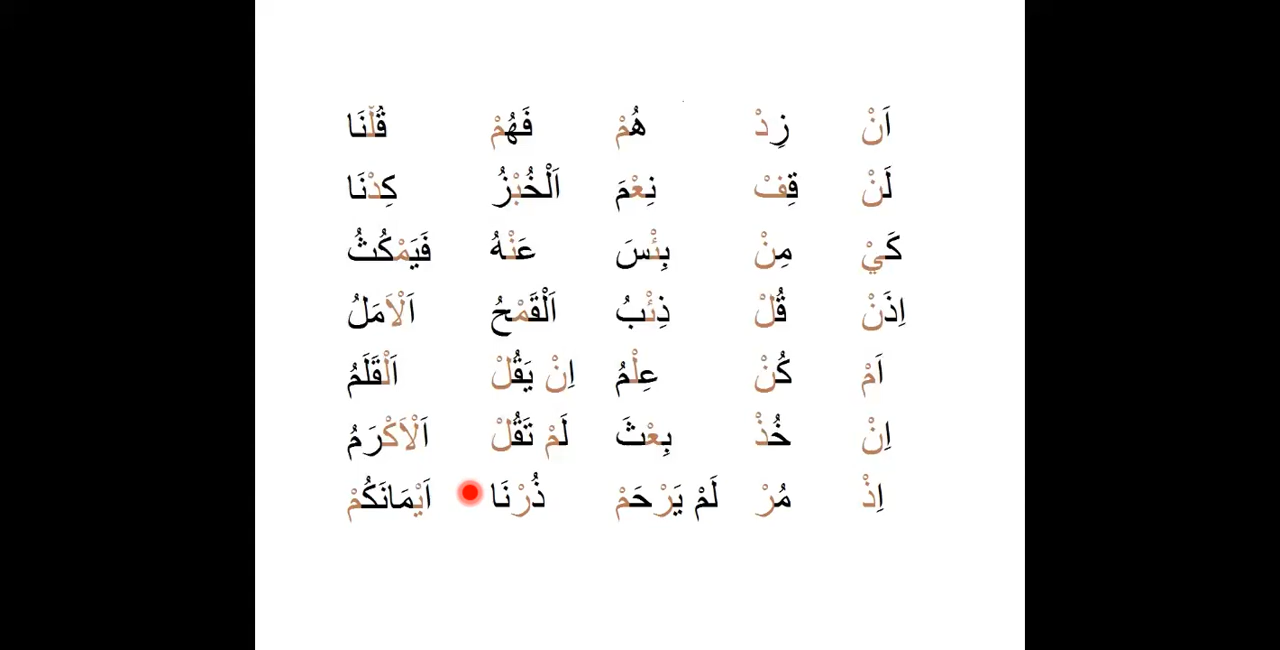 اَنْ زِدْ هُمْ فَهُمْ قُلْنَا
لَنْ قِفْ نِعْمَ اَلْخُبْزُ كِدْنَا
كَيْ مِنْ بِئْسَ عَنْهُ فَيَمْكُثُ
اِذَنْ قُلْ ذِئْبُ اَلْقَمْحُ اَلْاَمَلُ
اَمْ كُنْ عِلْمُ اِنْ يَقُلْ اَلْقَلَمُ
اِنْ خُذْ بِعْثَ لَمْ تَقُلْ اَلْاَكْرَمُ
اِذْ مُرْ لَمْ يَرْحَمْ ذُرْنَا اَيْمَانَكُمْ